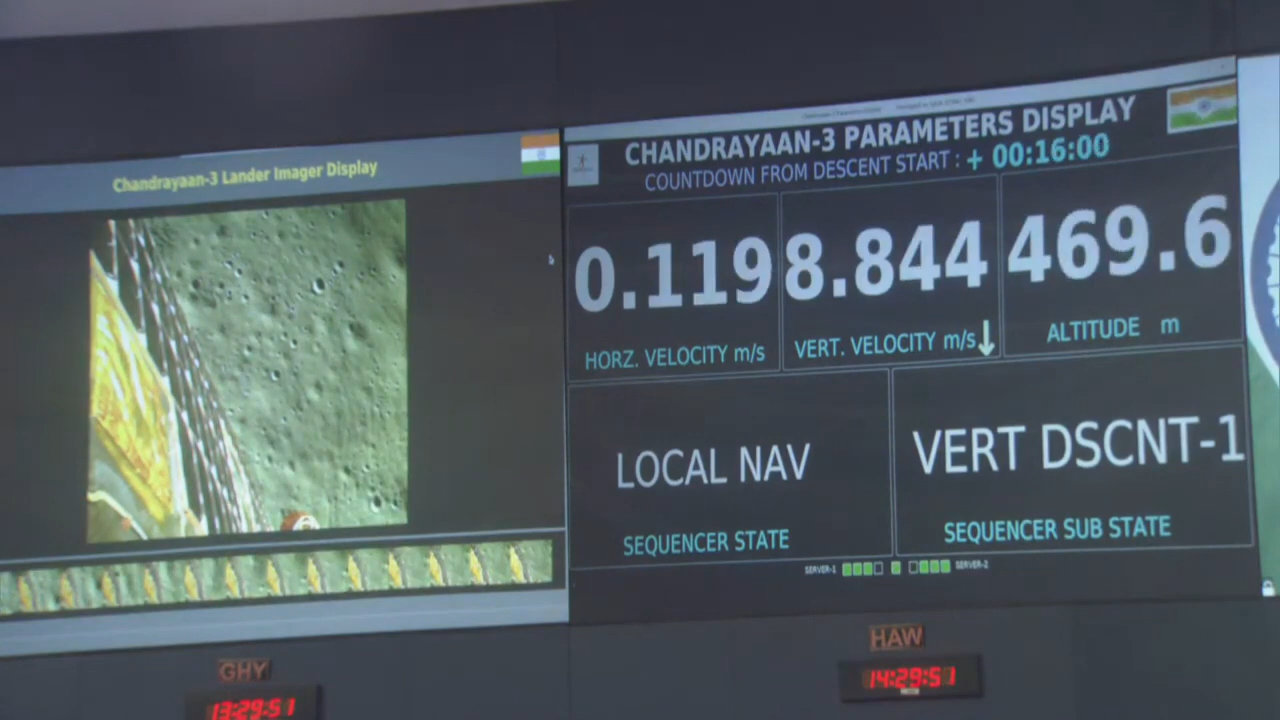 Chandrayaan-3 Lander Imager Display
CHANDRAYAAN-3 PARAMETERS DISPLAY
COUNTDOWN FROM DESCENT START : + 00:16:00
0.119
HORZ. VELOCITY m/s
8.844
VERT. VELOCITY m/s
469.6
ALTITUDE m
LOCAL NAV
SEQUENCER STATE
VERT DSCNT-1
SEQUENCER SUB STATE
SERVER-1
SERVER-2
GHY
13:29:51
HAW
14:29:51